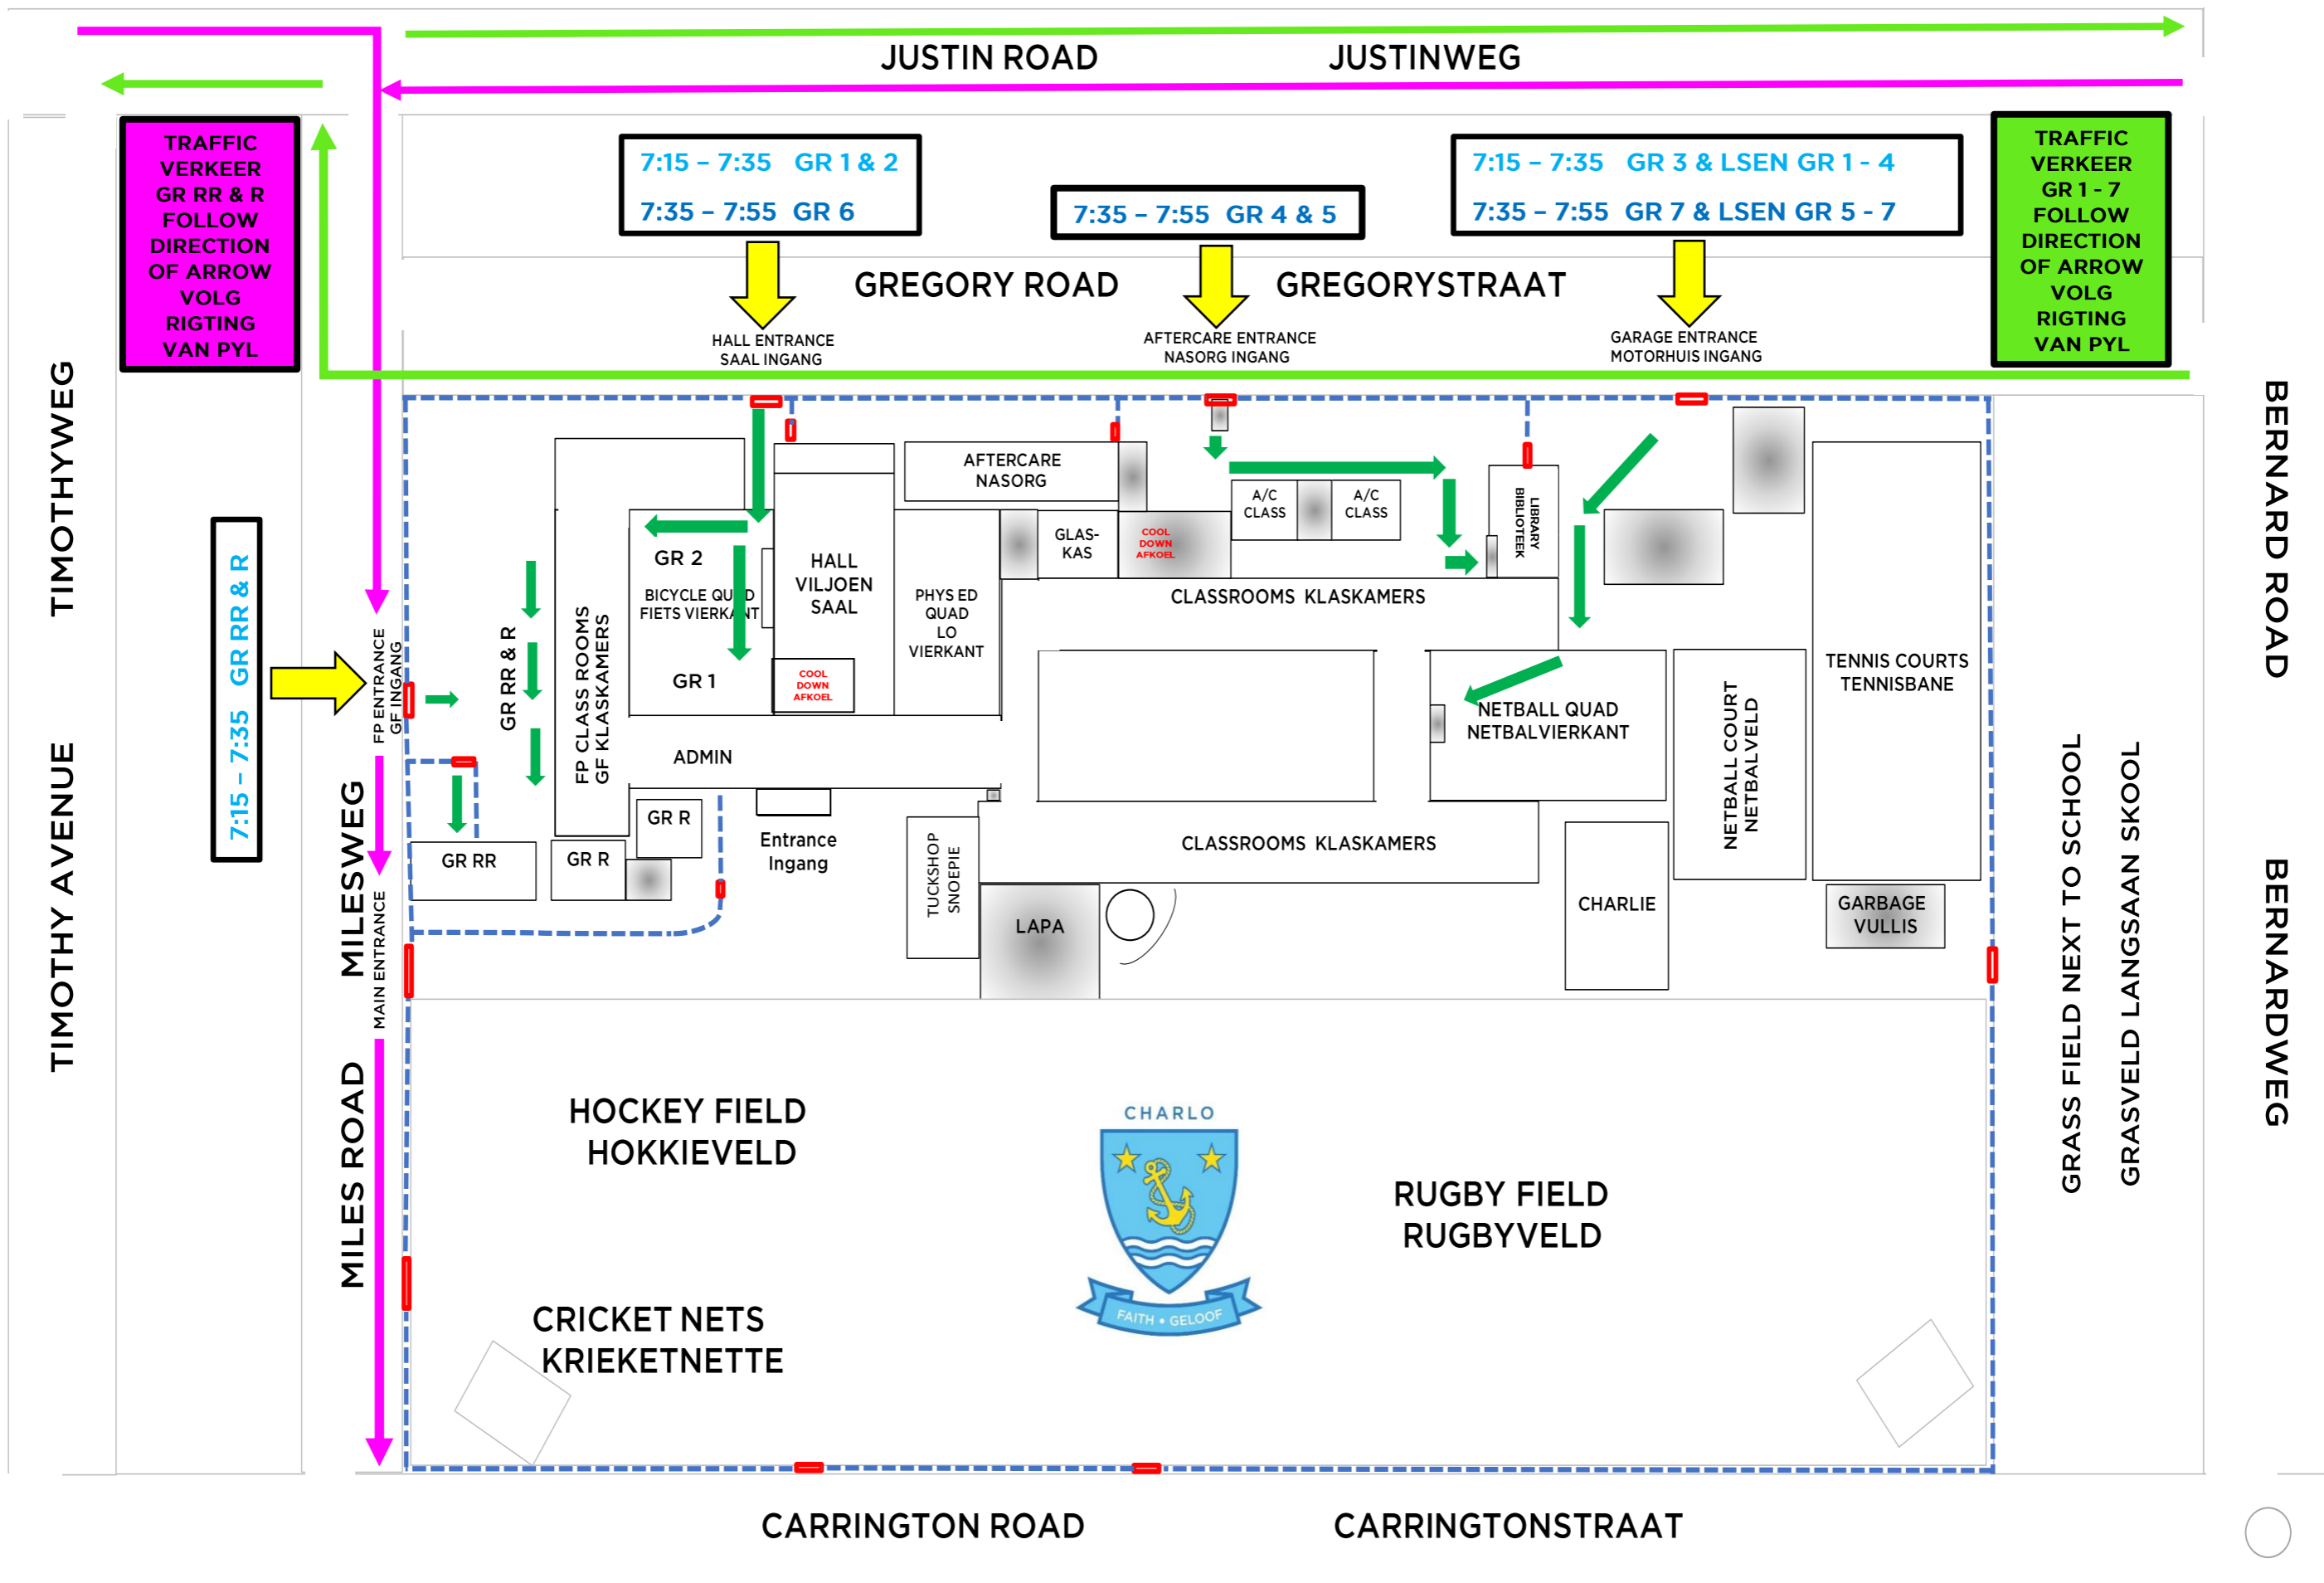 JUSTIN ROAD JUSTINWEG
TRAFFIC
VERKEER
GR RR & R
FOLLOW
DIRECTION
OF ARROW
VOLG
RIGTING
VAN PYL
7:15 – 7:35 GR 1 & 2
7:35 – 7:55 GR 6
7:35 – 7:55 GR 4 & 5
7:15 – 7:35 GR 3 & LSEN GR 1 - 4
7:35 – 7:55 GR 7 & LSEN GR 5 - 7
TRAFFIC
VERKEER
GR 1 - 7
FOLLOW
DIRECTION
OF ARROW
VOLG
RIGTING
VAN PYL
GREGORY ROAD GREGORYSTRAAT
HALL ENTRANCE
SAAL INGANG
AFTERCARE ENTRANCE
NASORG INGANG
GARAGE ENTRANCE
MOTORHUIS INGANG
TIMOTHY AVENUE TIMOTHYWEG
7:15 – 7:35 GR RR & R
FP ENTRANCE
GF INGANG
MILES ROAD MILESWEG
MAIN ENTRANCE
GR RR & R
FP CLASS ROOMS
GF KLASKAMERS
GR 2
BICYCLE QUAD
FIETS VIERKANT
GR 1
HALL
VILJOEN
SAAL
COOL
DOWN
AFKOEL
AFTERCARE
NASORG
PHYS ED
QUAD
LO
VIERKANT
GLAS-
KAS
COOL
DOWN
AFKOEL
A/C
CLASS
A/C
CLASS
LIBRARY
BIBLIOTEEK
CLASSROOMS KLASKAMERS
NETBALL QUAD
NETBALVIERKANT
NETBALL COURT
NETBALVELD
TENNIS COURTS
TENNISBANE
ADMIN
GR RR
GR R
GR R
Entrance
Ingang
TUCKSHOP
SNOEPIE
CLASSROOMS KLASKAMERS
LAPA
CHARLIE
GARBAGE
VULLIS
GRASS FIELD NEXT TO SCHOOL
GRASVELD LANGSAAN SKOOL
BERNARD ROAD BERNARDWEG
HOCKEY FIELD
HOKKIEVELD
CHARLO
FAITH • GELOOF
RUGBY FIELD
RUGBYVELD
CRICKET NETS
KRIEKETNETTE
CARRINGTON ROAD CARRINGTONSTRAAT